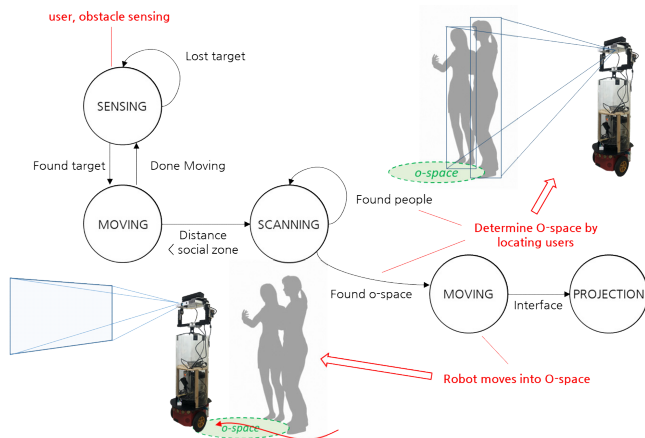 user, obstacle sensing
Lost target
SENSING
Found target
Done Moving
o-space
MOVING
Distance
< social zone
SCANNING
Found people
Determine O-space by
locating users
Found o-space
MOVING
Interface
PROJECTION
Robot moves into O-space
o-space